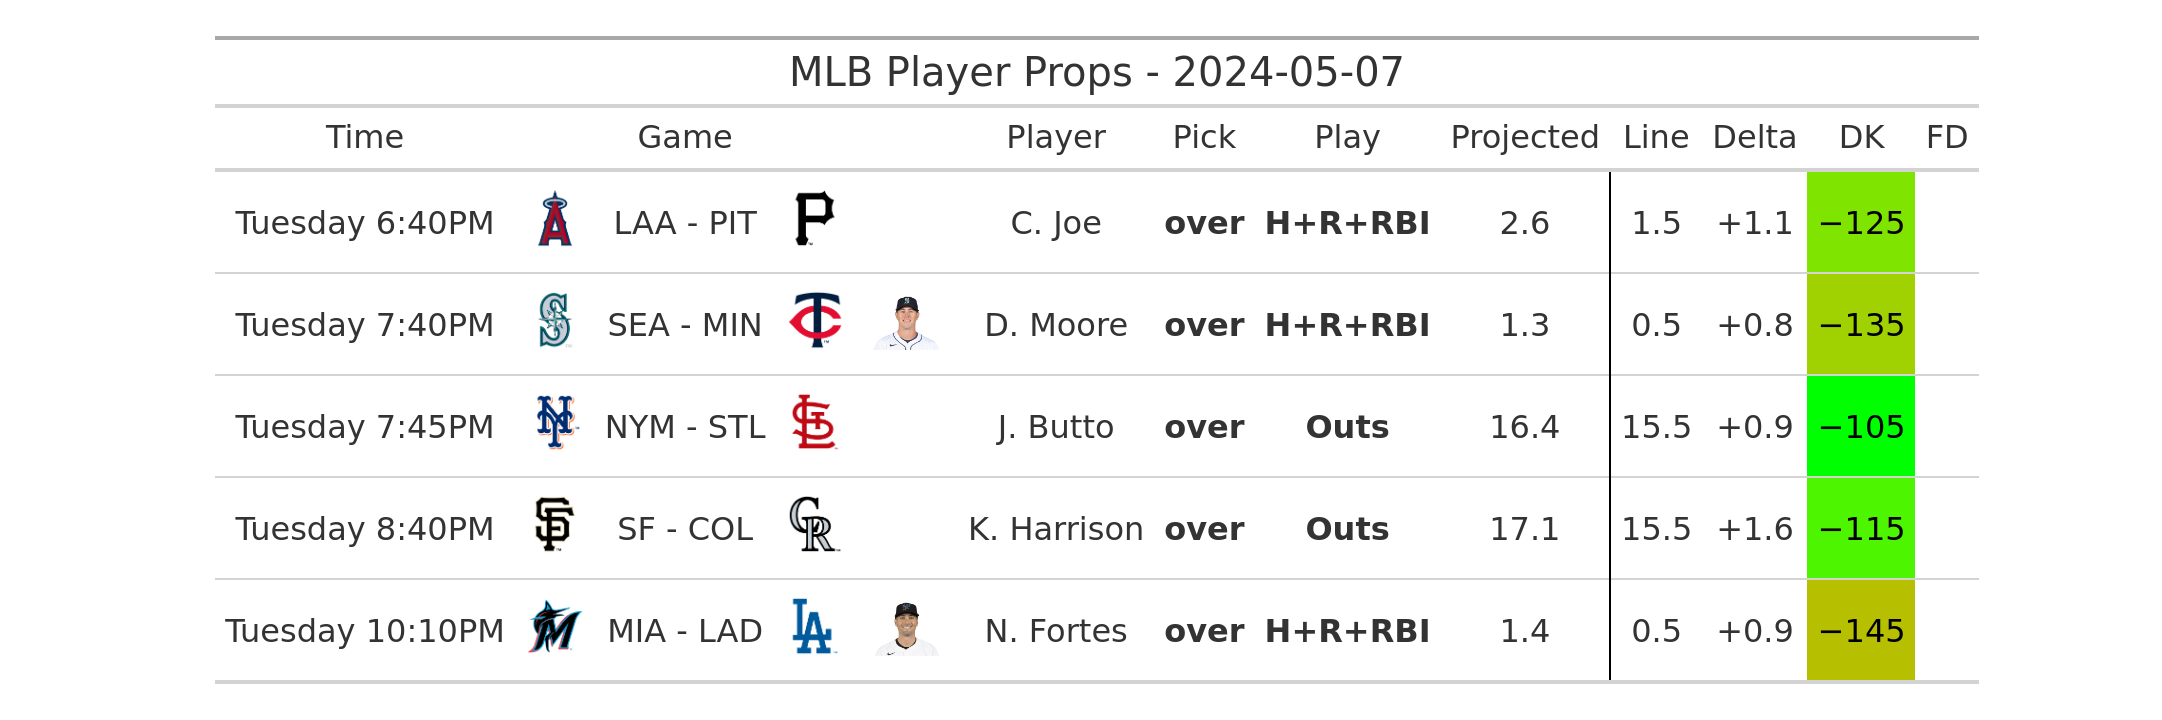 MLB Player Props - 2024-05-07
Time Game Player Pick Play Projected Line Delta DK FD
Tuesday 6:40PM LAA - PIT C. Joe over H+R+RBI 2.6 1.5 +1.1 −125
Tuesday 7:40PM SEA - MIN D. Moore over H+R+RBI 1.3 0.5 +0.8 −135
Tuesday 7:45PM NYM - STL J. Butto over Outs 16.4 15.5 +0.9 −105
Tuesday 8:40PM SF - COL K. Harrison over Outs 17.1 15.5 +1.6 −115
Tuesday 10:10PM MIA - LAD N. Fortes over H+R+RBI 1.4 0.5 +0.9 −145